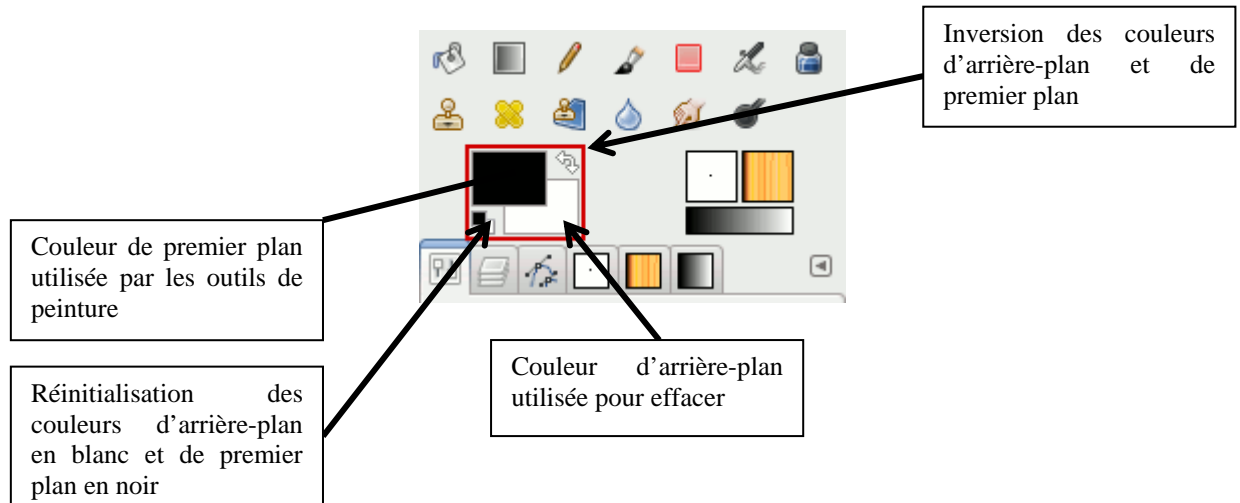 Inversion des couleurs
d’arrière-plan et de
premier plan
Couleur de premier plan
utilisée par les outils de
peinture
Couleur d’arrière-plan
utilisée pour effacer
Réinitialisation des
couleurs d’arrière-plan
en blanc et de premier
plan en noir